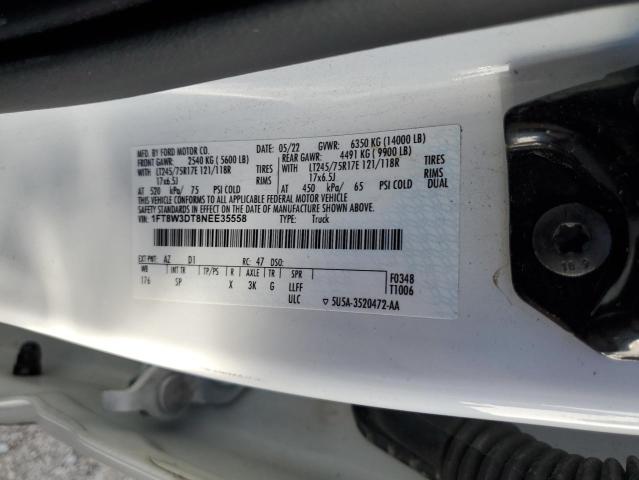 MFD. BY FORD MOTOR CO. DATE: 05/22 GVWR: 6350 KG (14000 LB)
FRONT GAWR: 2540 KG (5600 LB) REAR GAWR: 4491 KG (9900 LB)
WITH LT245/75R17E 121/118R TIRES WITH LT245/75R17E 121/118R TIRES
17x6.5J RIMS 17x6.5J RIMS
AT 520 kPa/ 75 PSI COLD AT 450 kPa/ 65 PSI COLD DUAL
THIS VEHICLE CONFORMS TO ALL APPLICABLE FEDERAL MOTOR VEHICLE
SAFETY STANDARDS IN EFFECT ON THE DATE OF MANUFACTURE SHOWN ABOVE
VIN: 1FT8W3DT8NEE35558 TYPE: Truck
EXT PNT: AZ D1 RC: 47 DSO:
WB INT TR TP/PS R AXLE TR SPR F0348
176 SP X 3K G LLFF T1006
ULC ▽ 5U5A-3520472-AA
10.9